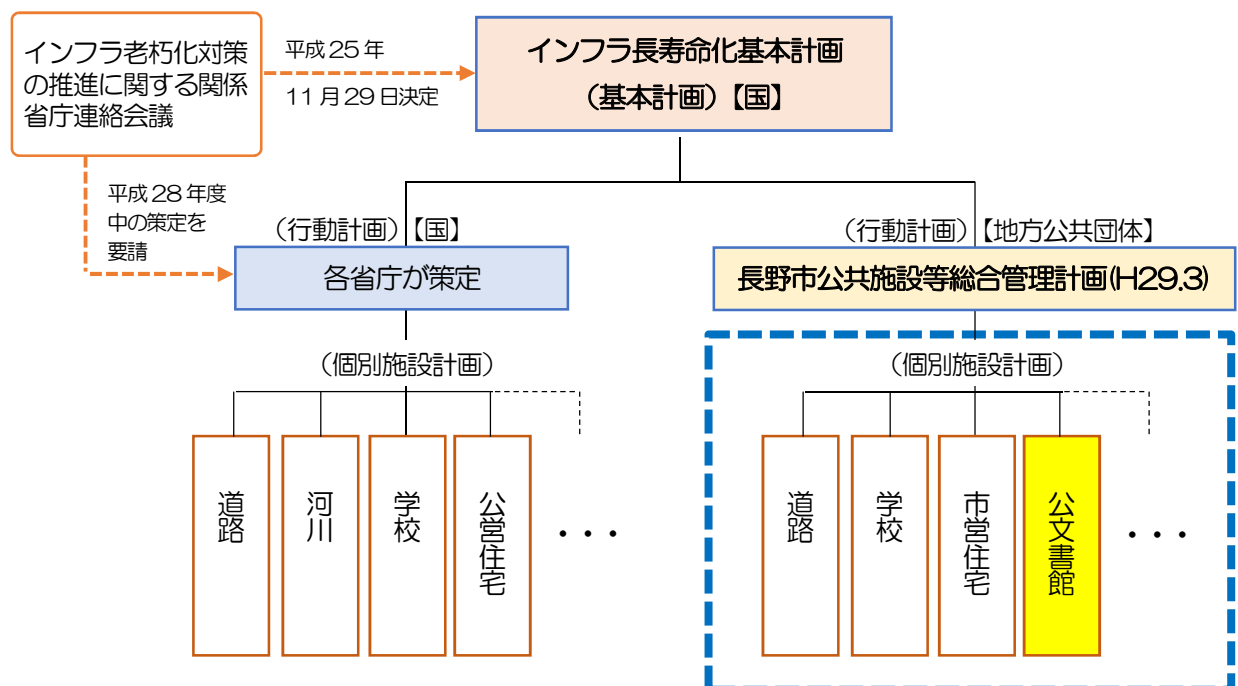 インフラ老朽化対策
の推進に関する関係
省庁連絡会議
平成25年
11月29日決定
インフラ長寿命化基本計画
(基本計画)【国】
平成28年度
中の策定を
要請
(行動計画)【国】
各省庁が策定
(行動計画)【地方公共団体】
長野市公共施設等総合管理計画(H29.3)
(個別施設計画)
道路
河川
学校
公営住宅
・・・
(個別施設計画)
道路
学校
市営住宅
公文書館
・・・